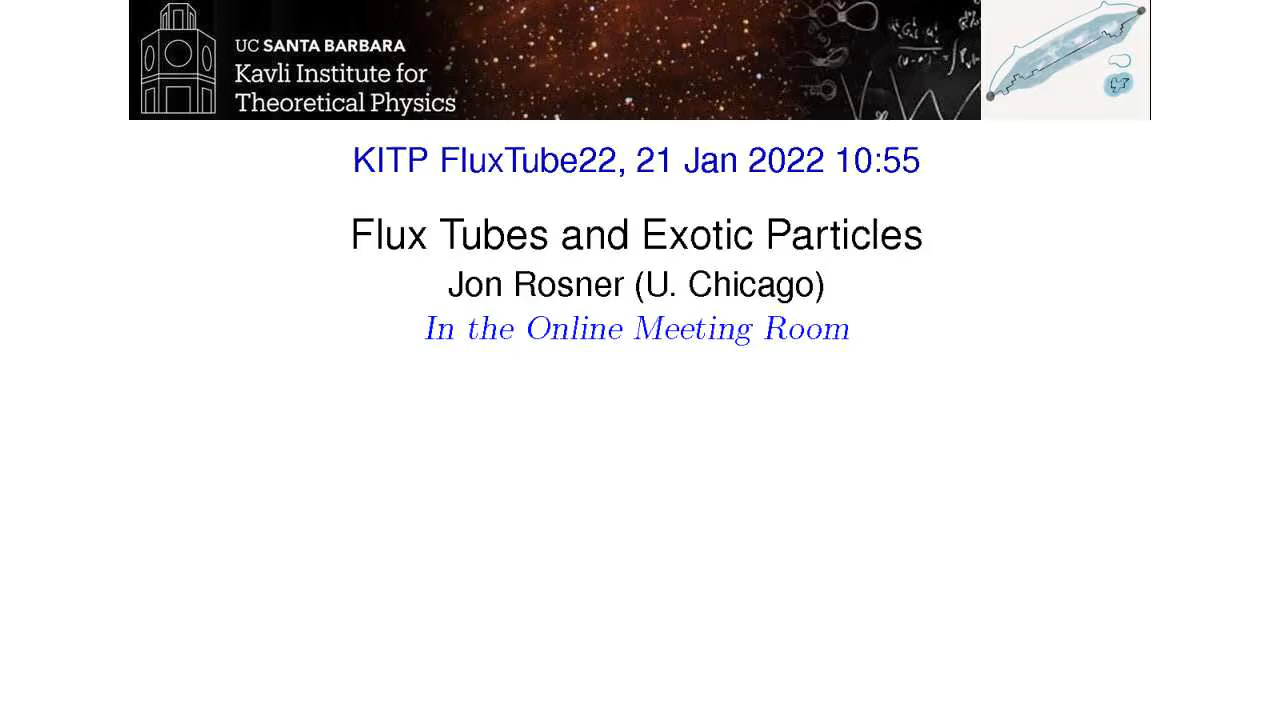 UC SANTA BARBARA
Kavli Institute for
Theoretical Physics
KITP FluxTube22, 21 Jan 2022 10:55
Flux Tubes and Exotic Particles
Jon Rosner (U. Chicago)
In the Online Meeting Room